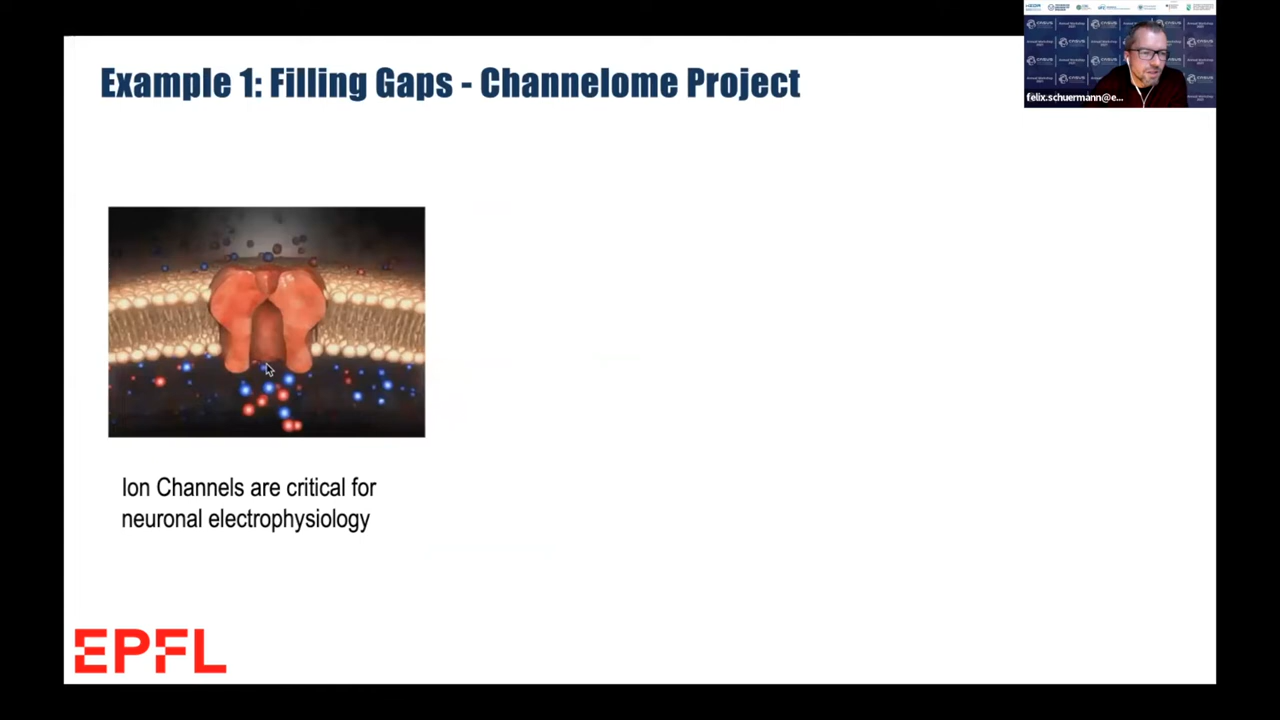 Example 1: Filling Gaps - Channelome Project
felix.schuermann@e...
Ion Channels are critical for
neuronal electrophysiology
EPFL